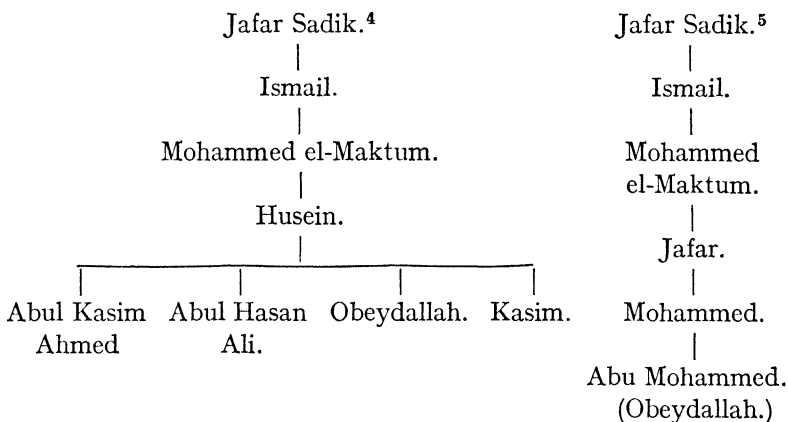 Jafar Sadik.⁴
Ismail.
Mohammed el-Maktum.
Husein.
Abul Kasim Abul Hasan Obeydallah. Kasim.
Ahmed Ali.
Jafar Sadik.⁵
Ismail.
Mohammed
el-Maktum.
Jafar.
Mohammed.
Abu Mohammed.
(Obeydallah.)